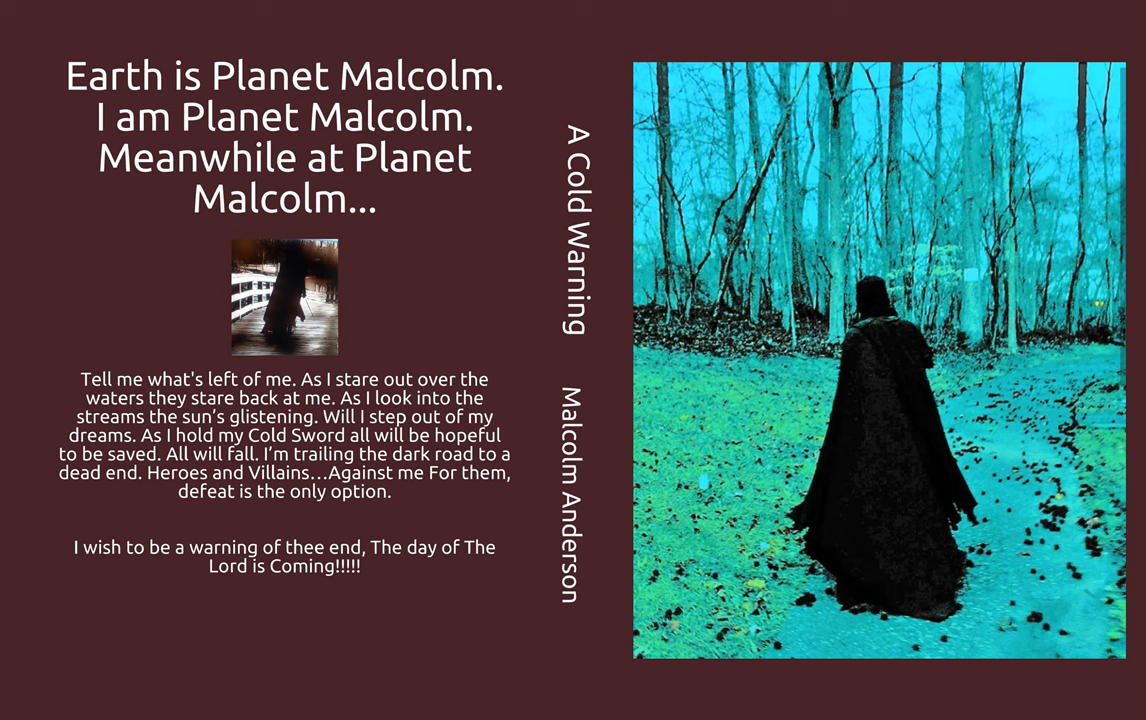 Earth is Planet Malcolm.
I am Planet Malcolm.
Meanwhile at Planet
Malcolm...
Tell me what's left of me. As I stare out over the
waters they stare back at me. As I look into the
streams the sun’s glistening. Will I step out of my
dreams. As I hold my Cold Sword all will be hopeful
to be saved. All will fall. I’m trailing the dark road to a
dead end. Heroes and Villains...Against me For them,
defeat is the only option.
I wish to be a warning of thee end, The day of The
Lord is Coming!!!!!
A Cold Warning
Malcolm Anderson